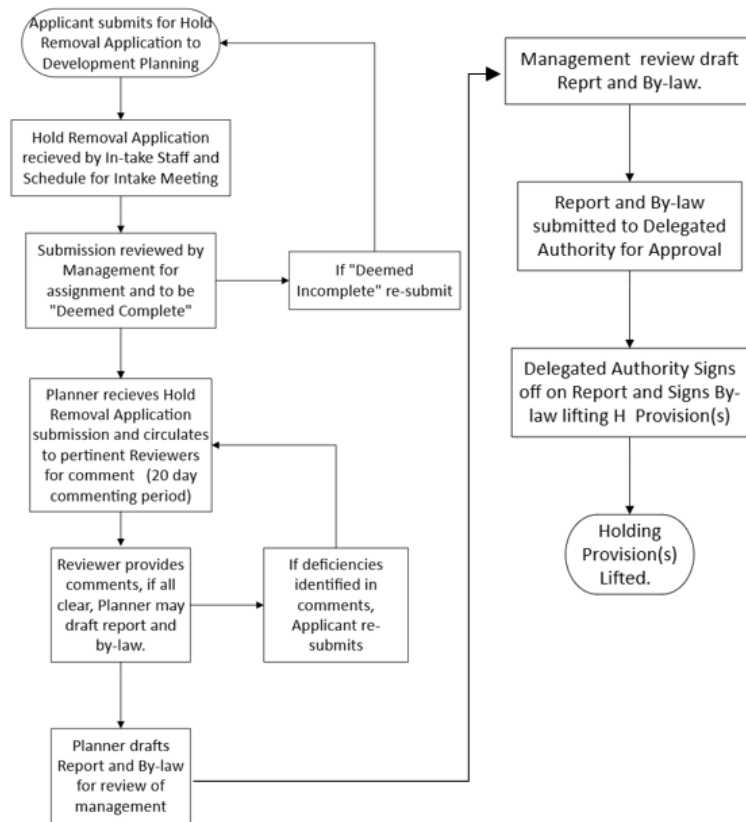 Applicant submits for Hold
Removal Application to
Development Planning
Hold Removal Application
recieved by In-take Staff and
Schedule for Intake Meeting
Submission reviewed by
Management for
assignment and to be
"Deemed Complete"
If "Deemed
Incomplete" re-submit
Planner recieves Hold
Removal Application
submission and circulates
to pertinent Reviewers
for comment (20 day
commenting period)
Reviewer provides
comments, if all
clear, Planner may
draft report and
by-law.
If deficiencies
identified in
comments,
Applicant re-
submits
Planner drafts
Report and By-law
for review of
management
Management review draft
Reprt and By-law.
Report and By-law
submitted to Delegated
Authority for Approval
Delegated Authority Signs
off on Report and Signs By-
law lifting H Provision(s)
Holding
Provision(s)
Lifted.